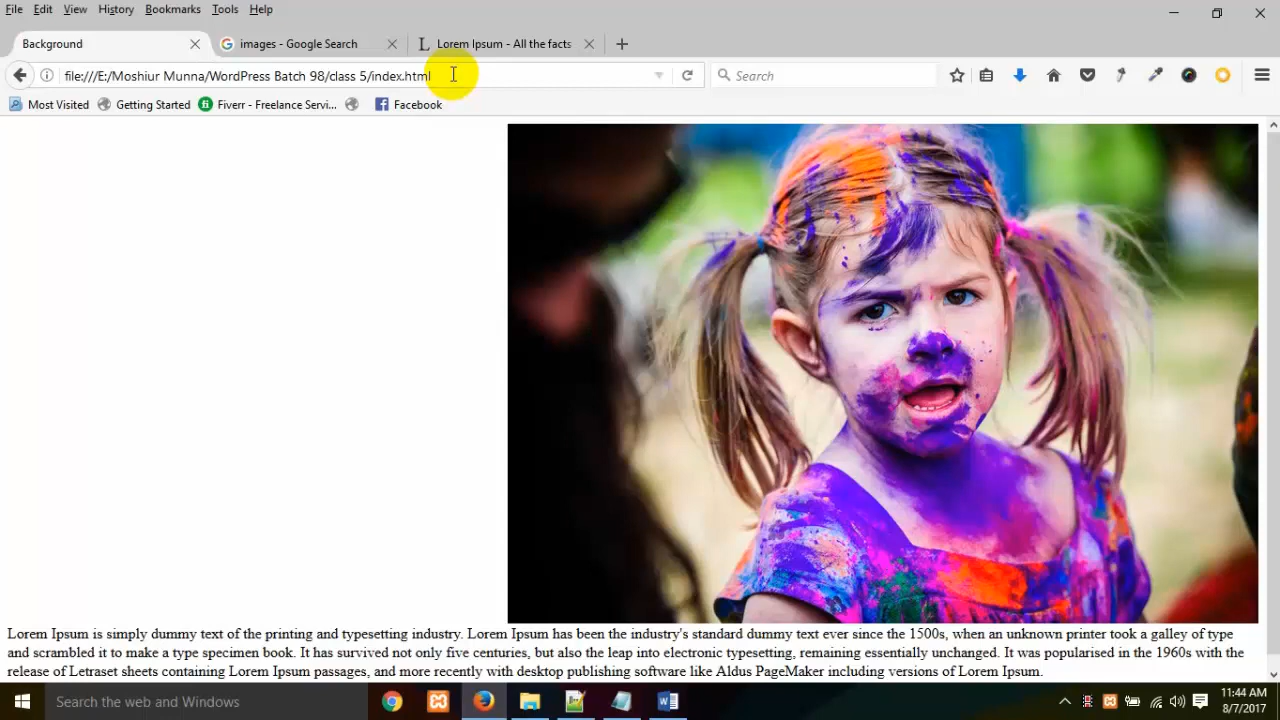 File Edit View History Bookmarks Tools Help
Background images - Google Search Lorem Ipsum - All the facts
file:///E:/Moshiur Munna/WordPress Batch 98/class 5/index.html Search
Most Visited Getting Started Fiverr - Freelance Servi... Facebook
Lorem Ipsum is simply dummy text of the printing and typesetting industry. Lorem Ipsum has been the industry's standard dummy text ever since the 1500s, when an unknown printer took a galley of type
and scrambled it to make a type specimen book. It has survived not only five centuries, but also the leap into electronic typesetting, remaining essentially unchanged. It was popularised in the 1960s with the
release of Letraset sheets containing Lorem Ipsum passages, and more recently with desktop publishing software like Aldus PageMaker including versions of Lorem Ipsum.
Search the web and Windows
11:44 AM
8/7/2017